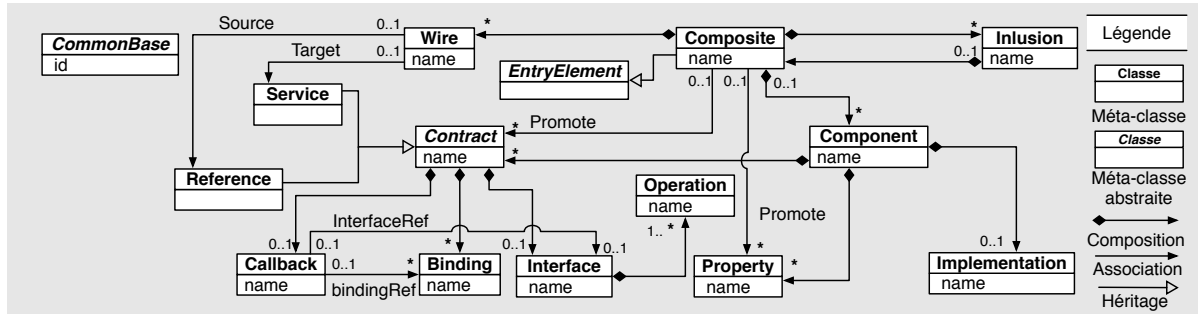 Source
0..1
Wire
name
*
Composite
name
*
Inlusion
name
0..1
Légende
CommonBase
id
Target
0..1
EntryElement
0..1
0..1
0..1
Classe
Méta-classe
Service
*
Promote
*
Contract
name
*
Component
name
Classe
Méta-classe
abstraite
Reference
Operation
name
1.. *
Promote
InterfaceRef
0..1
0..1
*
0..1
0..1
*
*
0..1
Composition
Callback
name
0..1
bindingRef
*
Binding
name
Interface
name
Property
name
Implementation
name
Association
Héritage